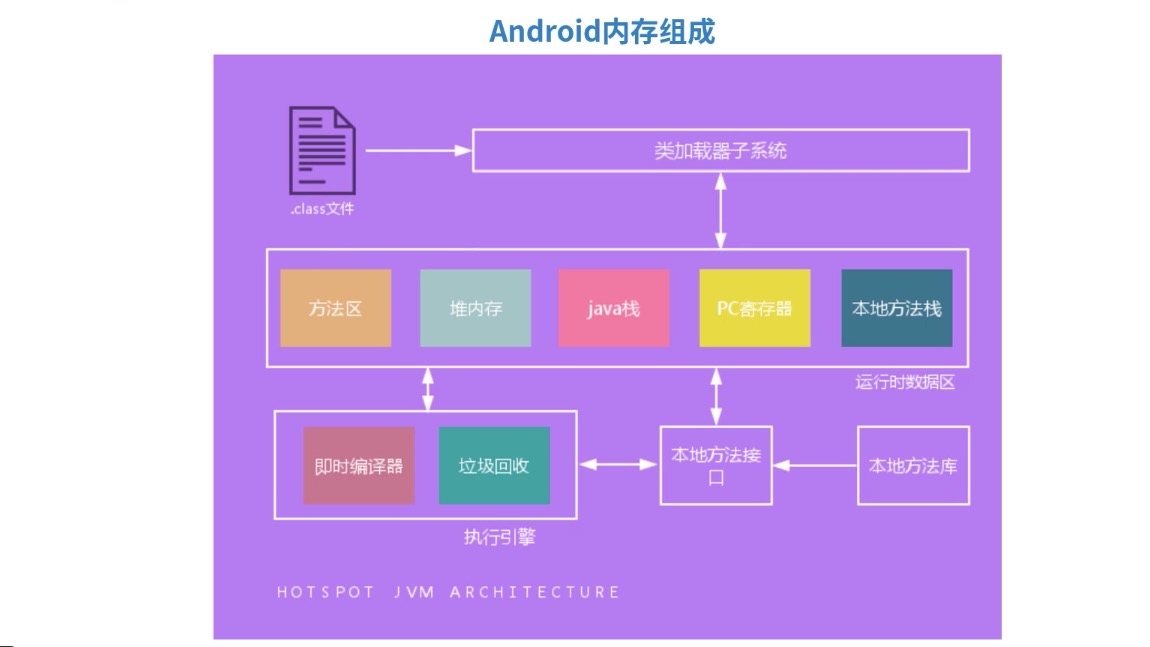 Android内存组成
类加载器子系统
.class文件
方法区
堆内存
java栈
PC寄存器
本地方法栈
运行时数据区
即时编译器
垃圾回收
本地方法接
口
本地方法库
执行引擎
HOTSPOT JVM ARCHITECTURE